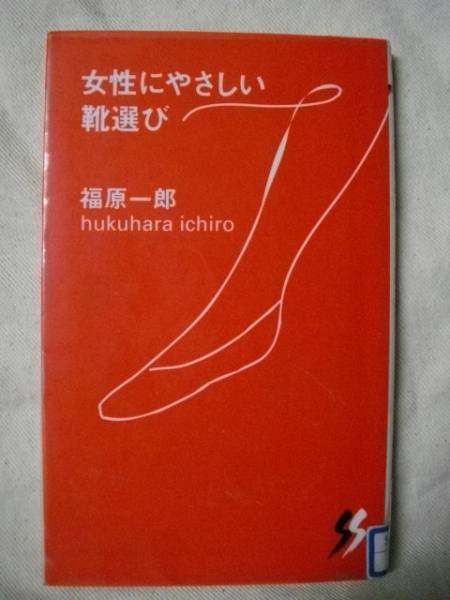 女性にやさしい
靴選び
福原一郎
hukuhara ichiro